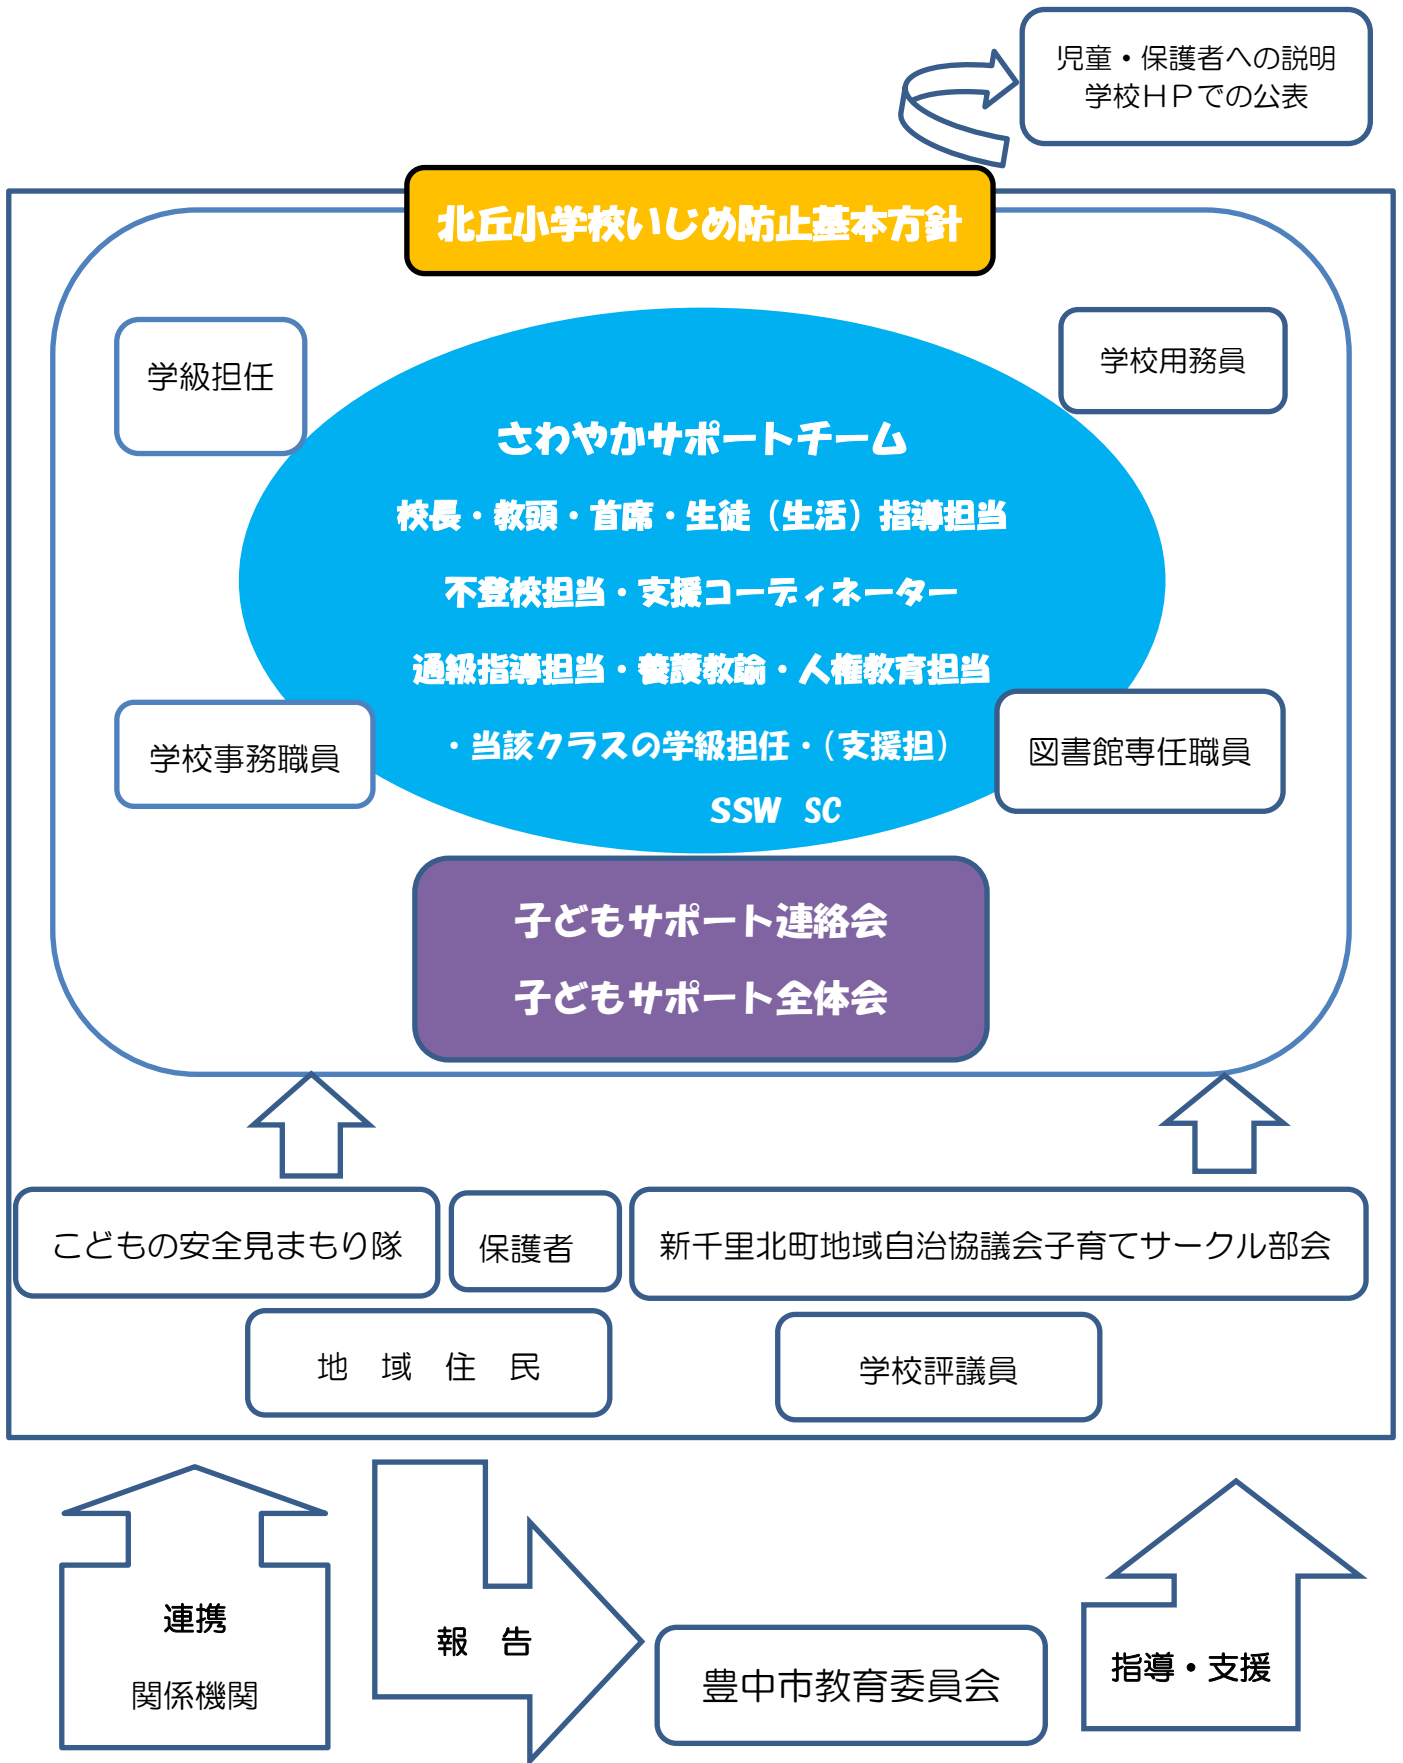 児童・保護者への説明
学校ＨＰでの公表
北丘小学校いじめ防止基本方針
学級担任
学校用務員
さわやかサポートチーム
校長・教頭・首席・生徒（生活）指導担当
不登校担当・支援コーディネーター
通級指導担当・養護教諭・人権教育担当
・当該クラスの学級担任・（支援担）
SSW SC
学校事務職員
図書館専任職員
子どもサポート連絡会
子どもサポート全体会
こどもの安全見まもり隊
保護者
新千里北町地域自治協議会子育てサークル部会
地　域　住　民
学校評議員
連携
関係機関
報　告
豊中市教育委員会
指導・支援